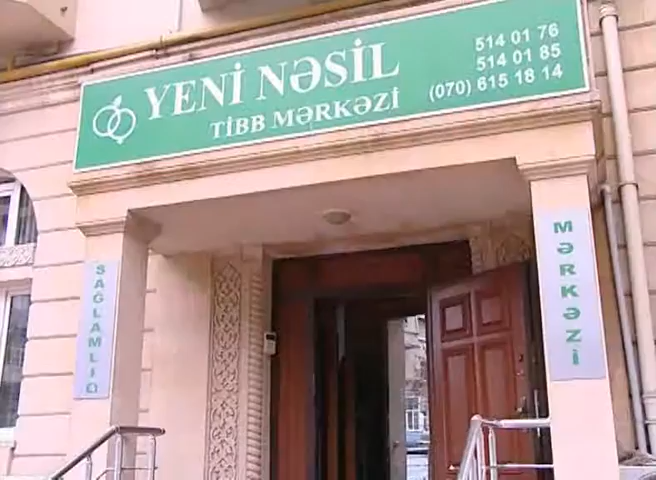 YENİ NƏSİL
TİBB MƏRKƏZİ
514 01 76
514 01 85
(070) 615 18 14
SAĞLAMLIQ
MƏRKƏZİ